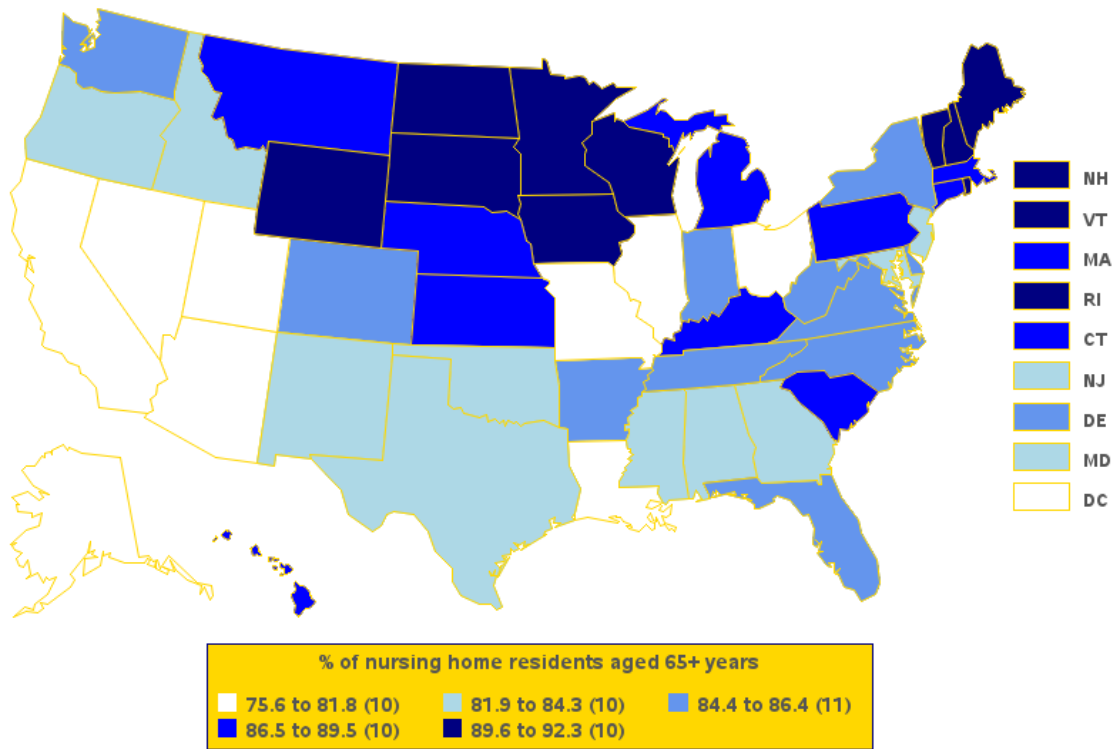 NH
VT
MA
RI
CT
NJ
DE
MD
DC
% of nursing home residents aged 65+ years
75.6 to 81.8 (10) 81.9 to 84.3 (10) 84.4 to 86.4 (11)
86.5 to 89.5 (10) 89.6 to 92.3 (10)